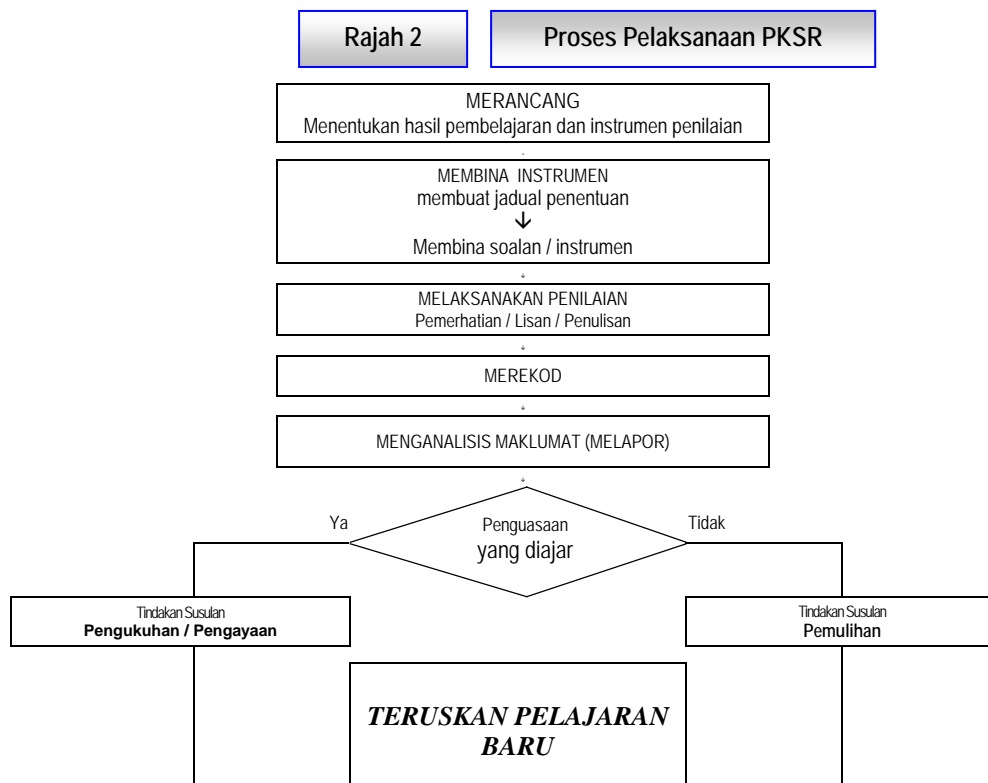 Rajah 2
Proses Pelaksanaan PKSR
MERANCANG
Menentukan hasil pembelajaran dan instrumen penilaian
MEMBINA INSTRUMEN
membuat jadual penentuan
↓
Membina soalan / instrumen
MELAKSANAKAN PENILAIAN
Pemerhatian / Lisan / Penulisan
MEREKOD
MENGANALISIS MAKLUMAT (MELAPOR)
Ya
Penguasaan
yang diajar
Tidak
Tindakan Susulan
Pengukuhan / Pengayaan
Tindakan Susulan
Pemulihan
TERUSKAN PELAJARAN
BARU